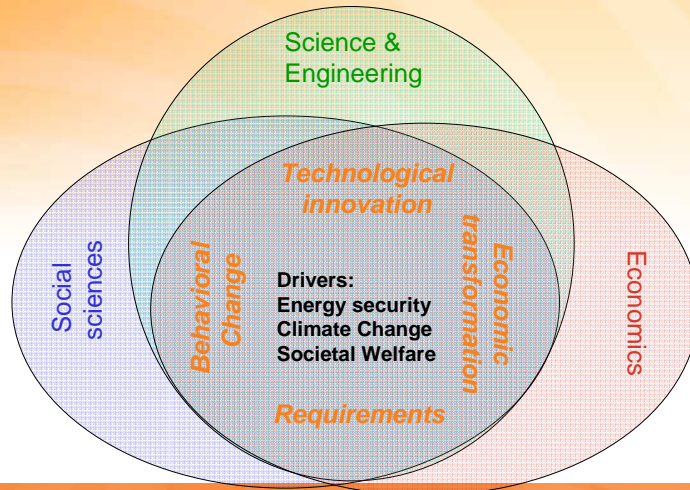 Science &
Engineering
Technological
innovation
Social
sciences
Behavioral
Change
Drivers:
Energy security
Climate Change
Societal Welfare
Economic
transformation
Economics
Requirements